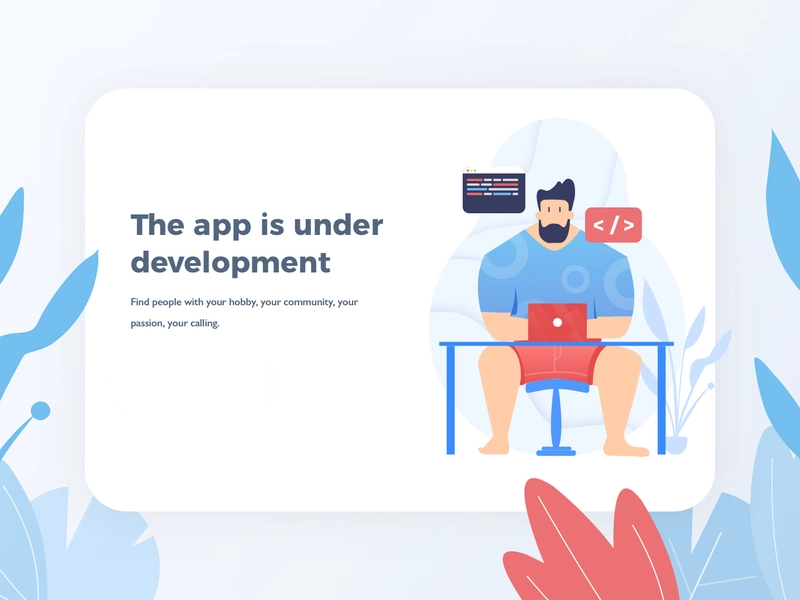 The app is under
development
Find people with your hobby, your community, your
passion, your calling.
</>